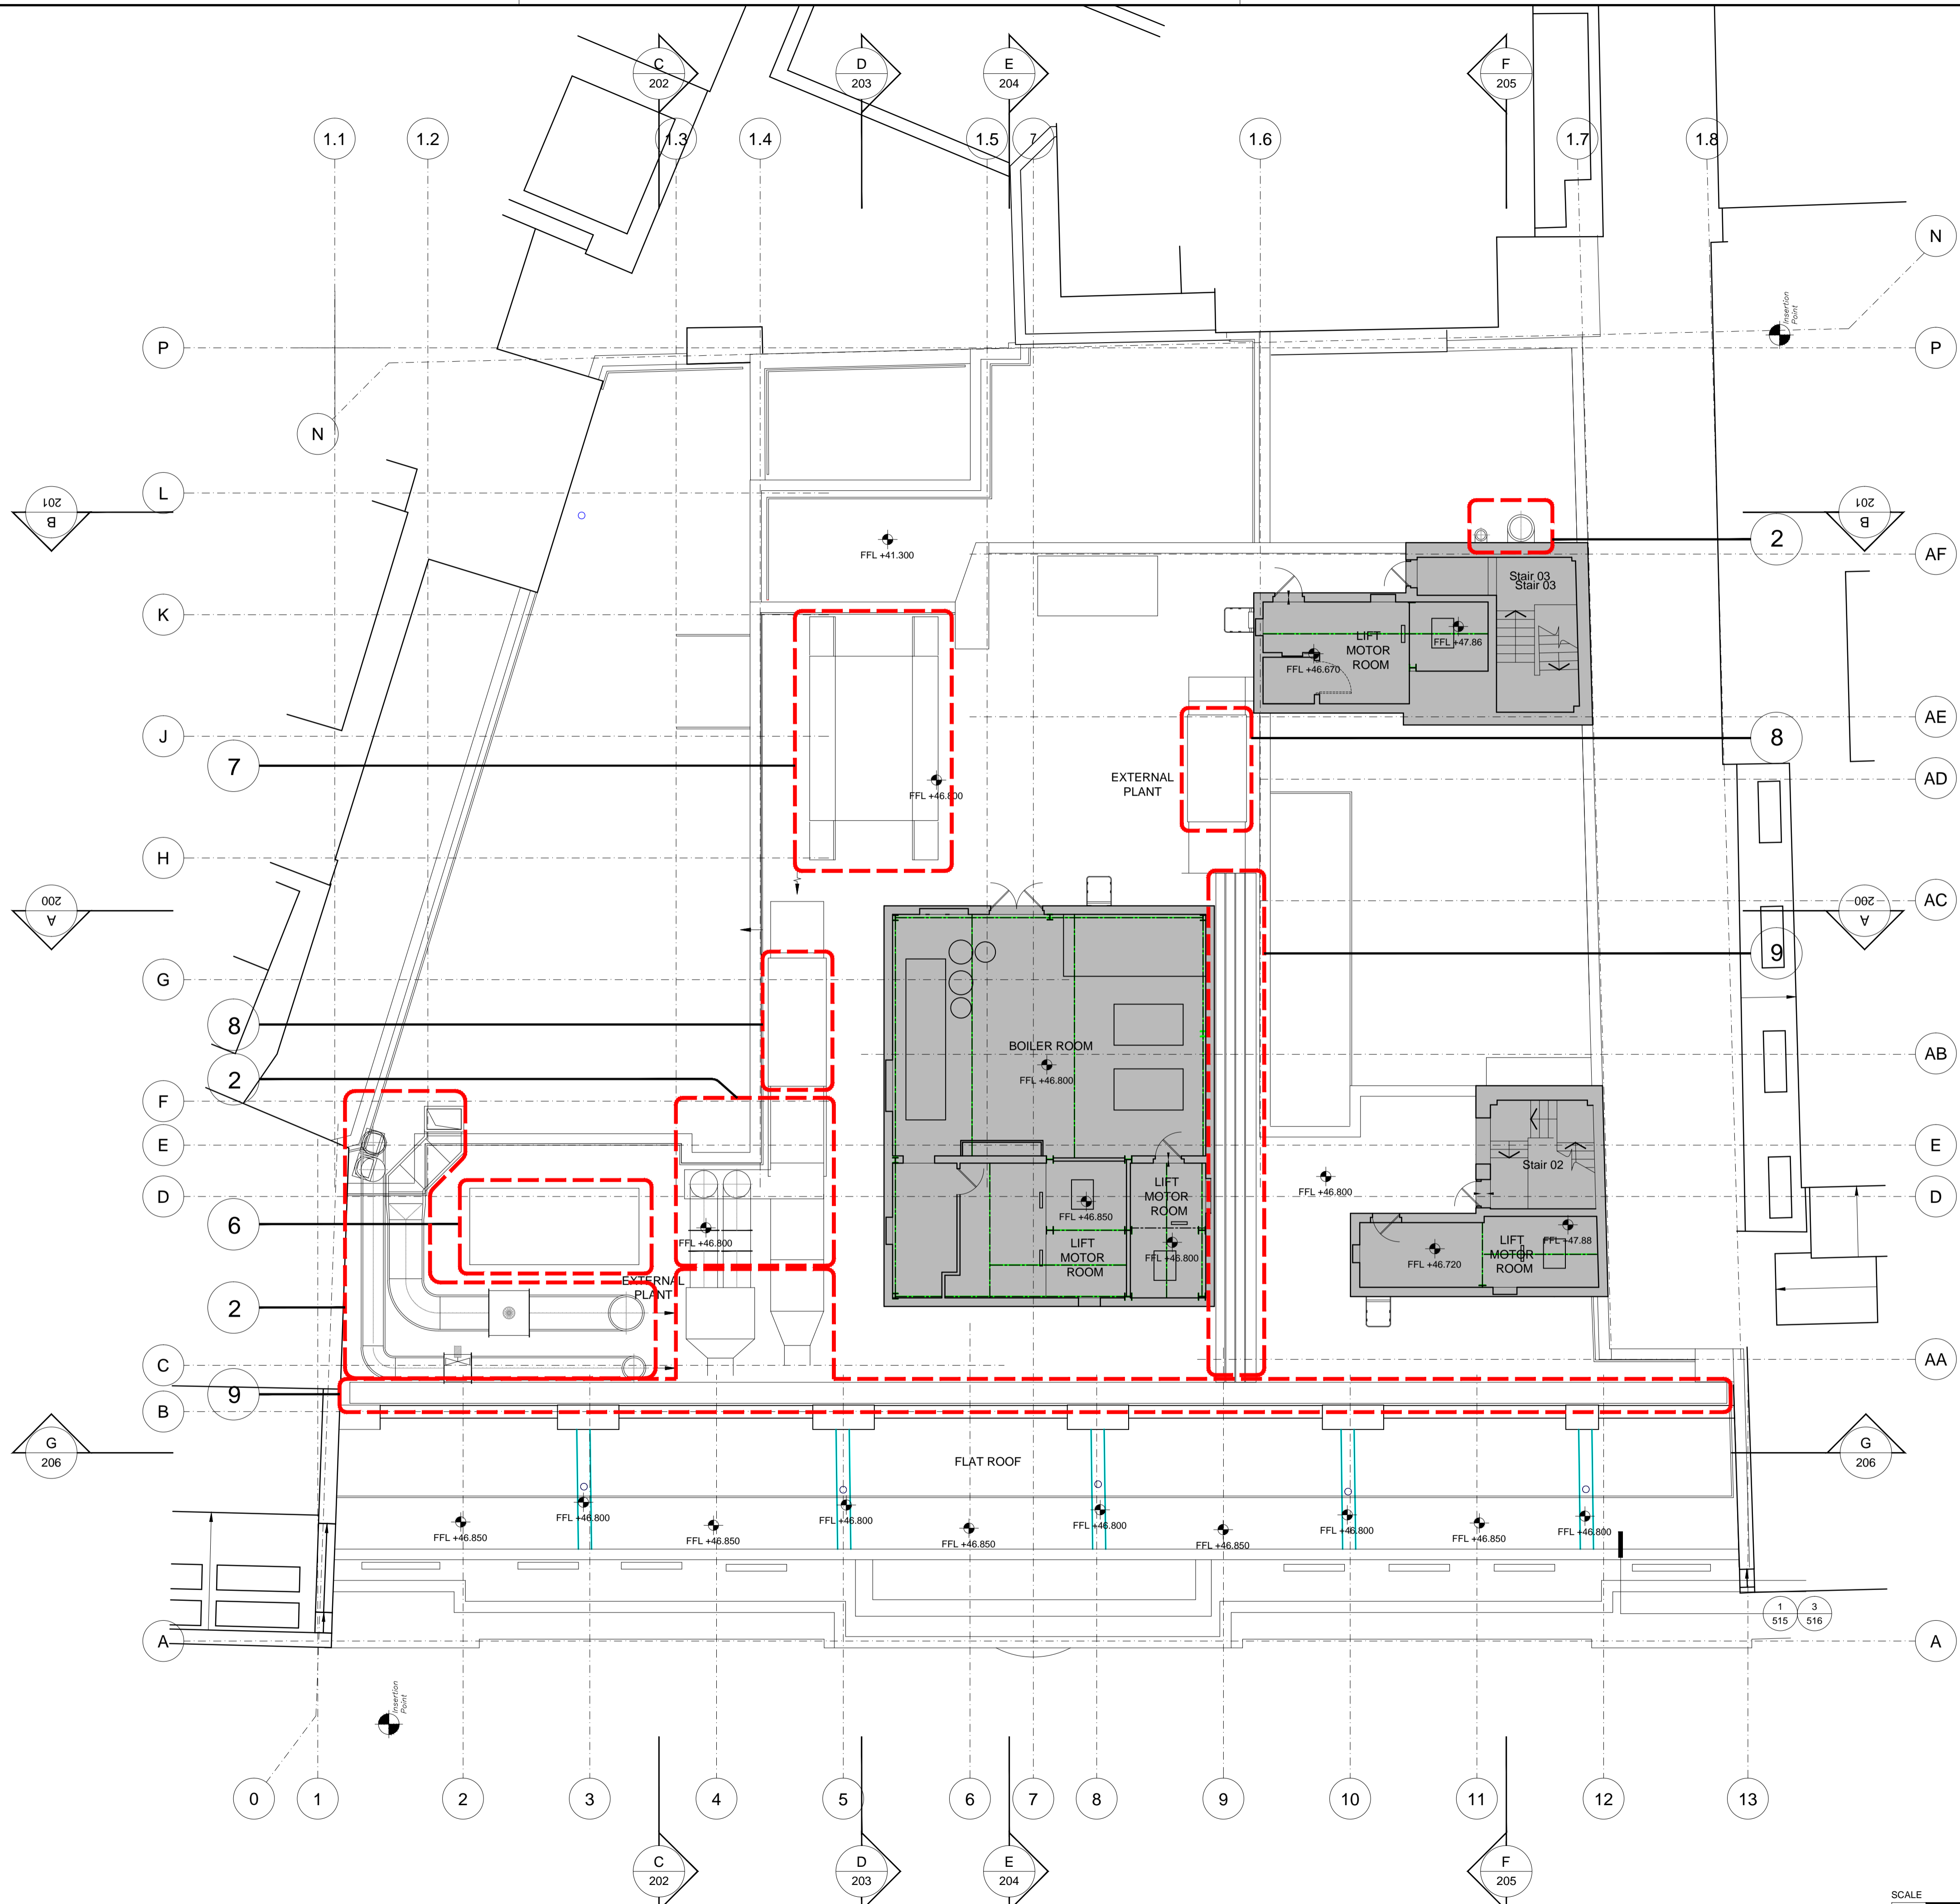 C
202
D
203
E
204
F
205
1.1
1.2
1.3
1.4
1.5
7
1.6
1.7
1.8
N
Insertion
Point
P
P
N
L
B
201
B
201
2
FFL +41.300
AF
Stair 03
Stair 03
K
FFL +47.86
LIFT
MOTOR
ROOM
FFL +46.670
AE
J
8
7
EXTERNAL
PLANT
AD
FFL +46.800
H
A
200
AC
A
200
9
G
8
BOILER ROOM
AB
FFL +46.800
2
F
E
E
Stair 02
LIFT
MOTOR
ROOM
D
FFL +46.800
D
FFL +46.850
6
FFL +46.800
LIFT
MOTOR
ROOM
FFL +46.800
FFL +47.88
LIFT
MOTOR
ROOM
FFL +46.720
EXTERNAL
PLANT
2
C
AA
9
B
G
206
FLAT ROOF
G
206
FFL +46.850
FFL +46.800
FFL +46.850
FFL +46.800
FFL +46.850
FFL +46.800
FFL +46.850
FFL +46.800
FFL +46.850
FFL +46.800
1
515
3
516
A
A
Insertion
Point
0
1
2
3
4
5
6
7
8
9
10
11
12
13
C
202
D
203
E
204
F
205
SCALE